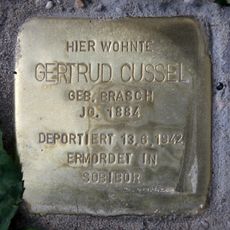 HIER WOHNTE
GERTRUD CUSSEL
GEB. BRASCH
JG. 1884
DEPORTIERT 13.6.1942
ERMORDET IN
SOBIBOR